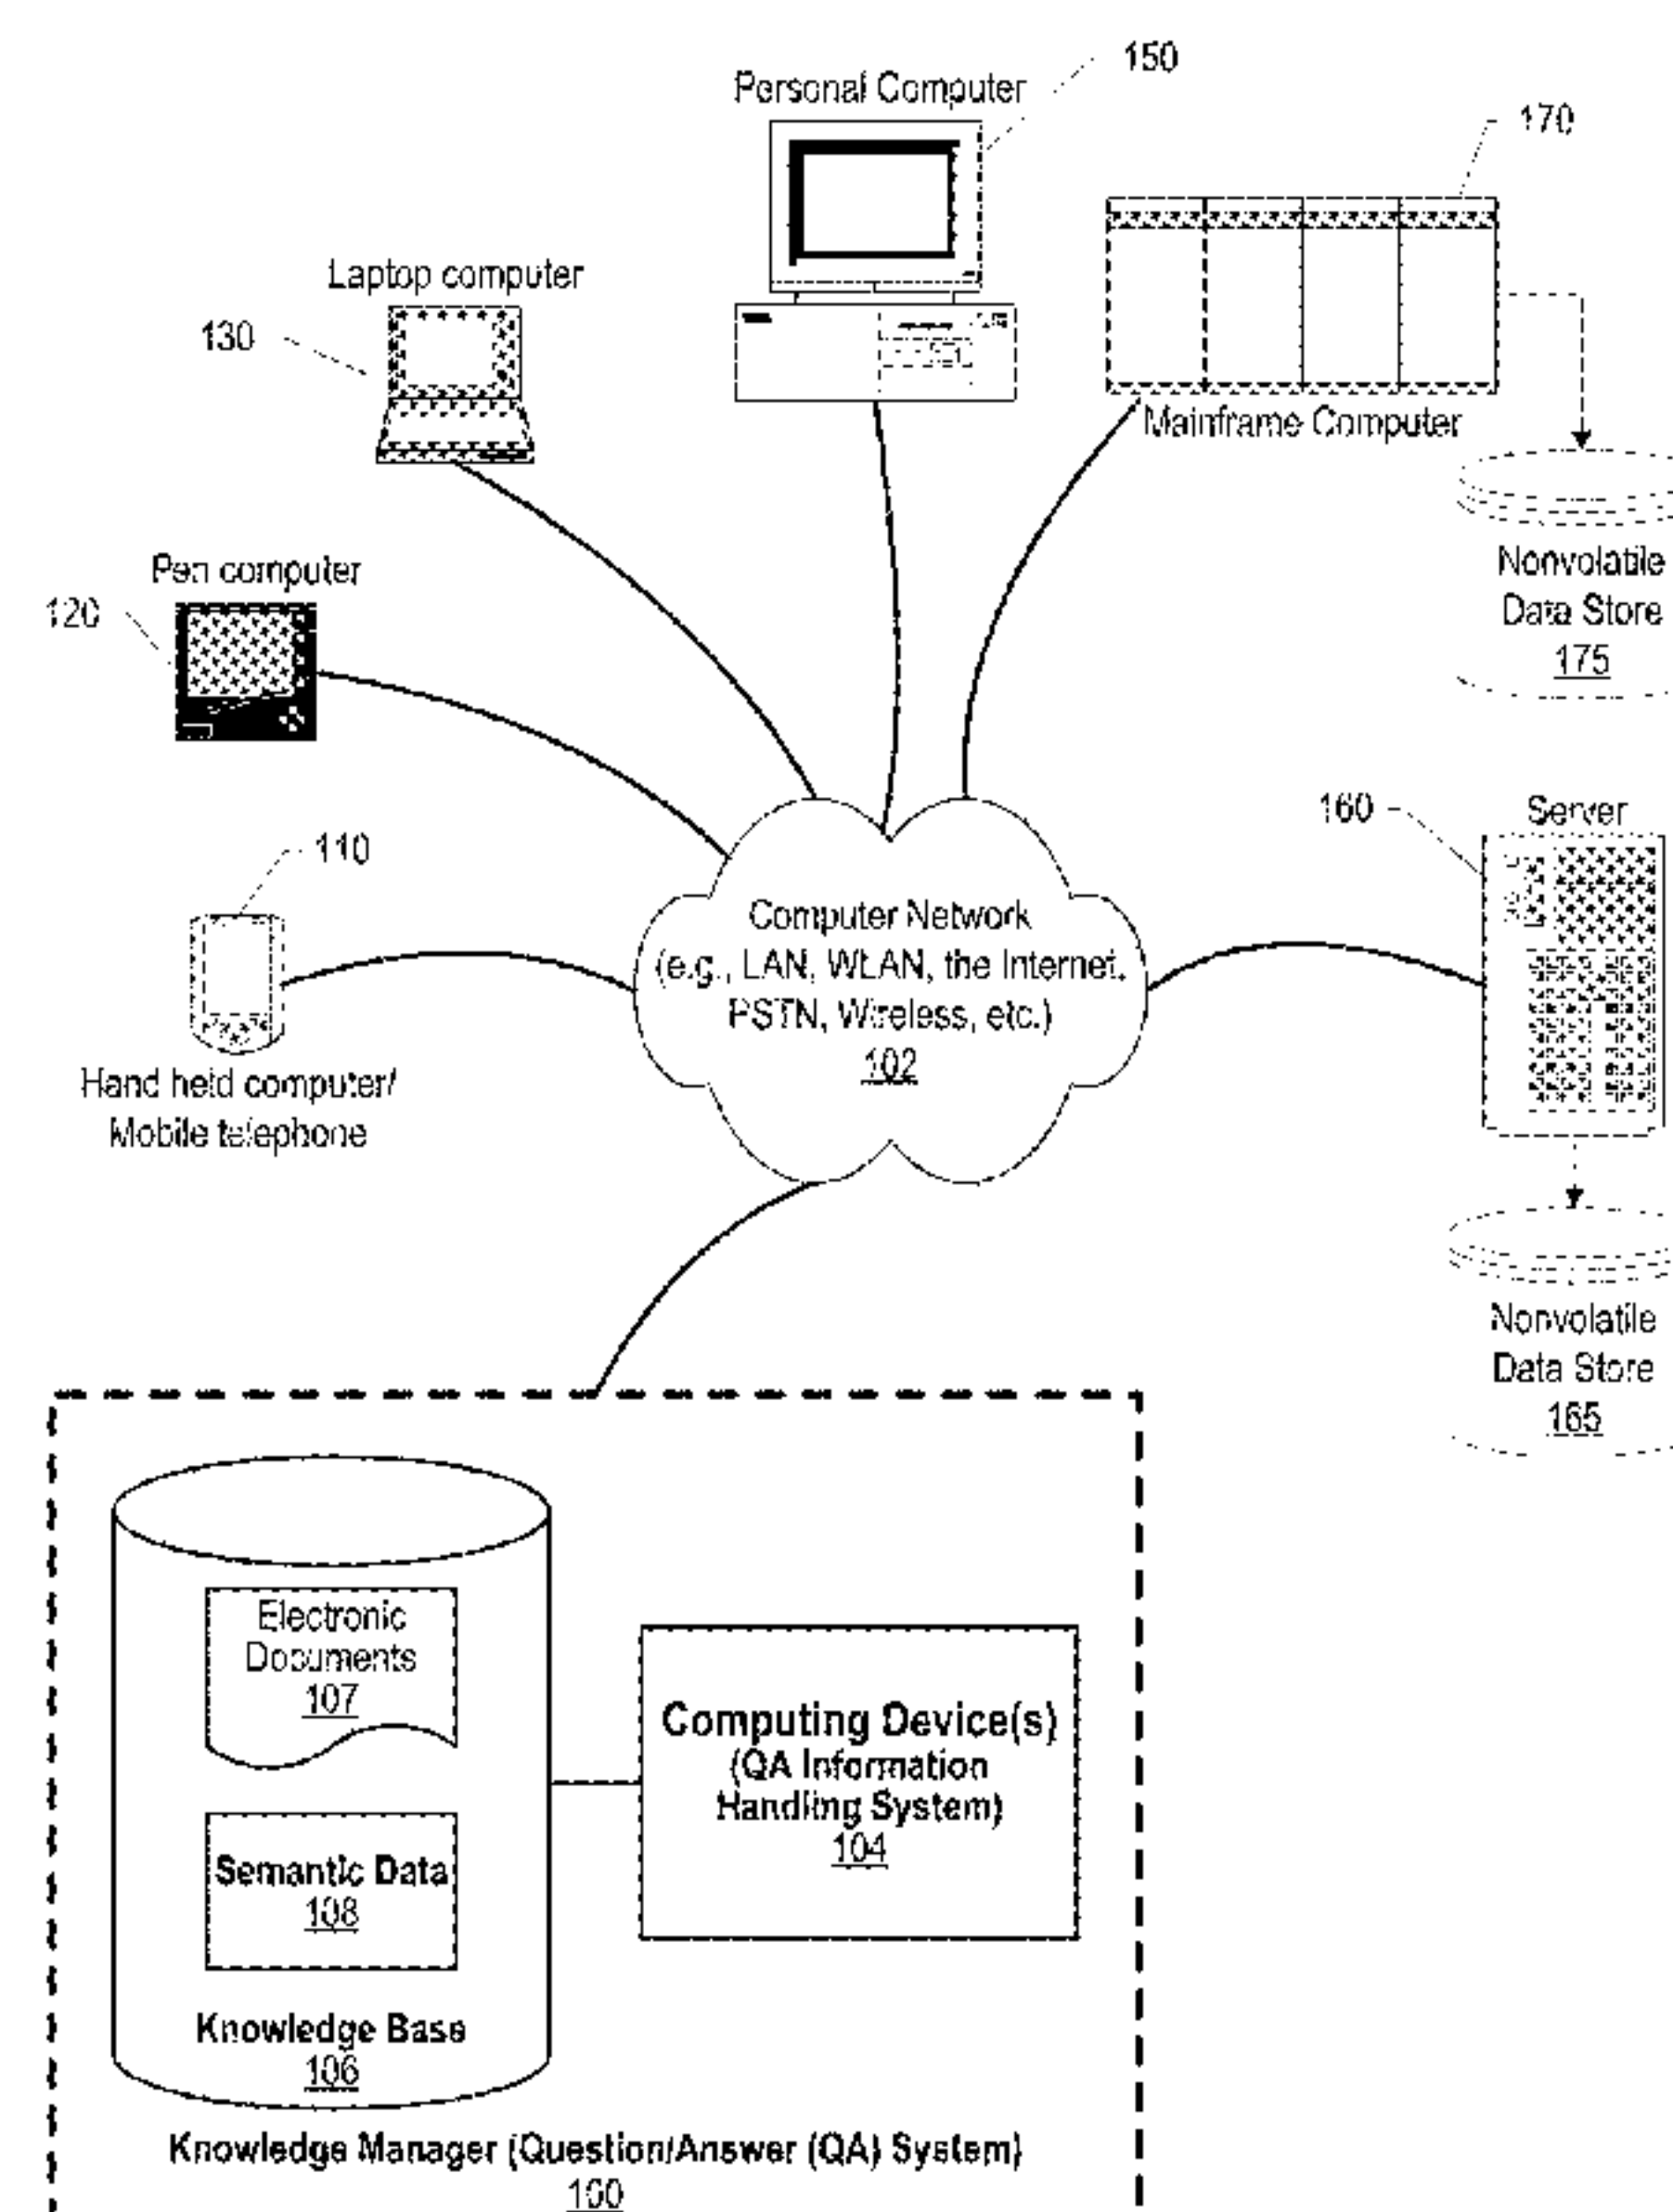 Personal Computer
150
170
Laptop computer
130
Mainframe Computer
Nonvolatile
Data Store
175
Pen computer
120
160
Server
110
Computer Network
(e.g., LAN, WLAN, the Internet,
PSTN, Wireless, etc.)
102
Hand held computer/
Mobile telephone
Nonvolatile
Data Store
165
Electronic
Documents
107
Computing Device(s)
(QA Information
Handling System)
104
Semantic Data
108
Knowledge Base
106
Knowledge Manager (Question/Answer (QA) System)
100